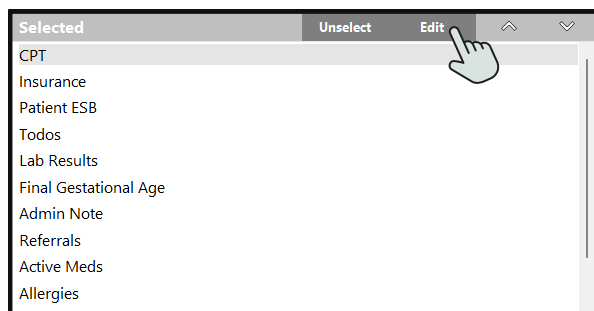 Selected Unselect Edit
CPT
Insurance
Patient ESB
Todos
Lab Results
Final Gestational Age
Admin Note
Referrals
Active Meds
Allergies